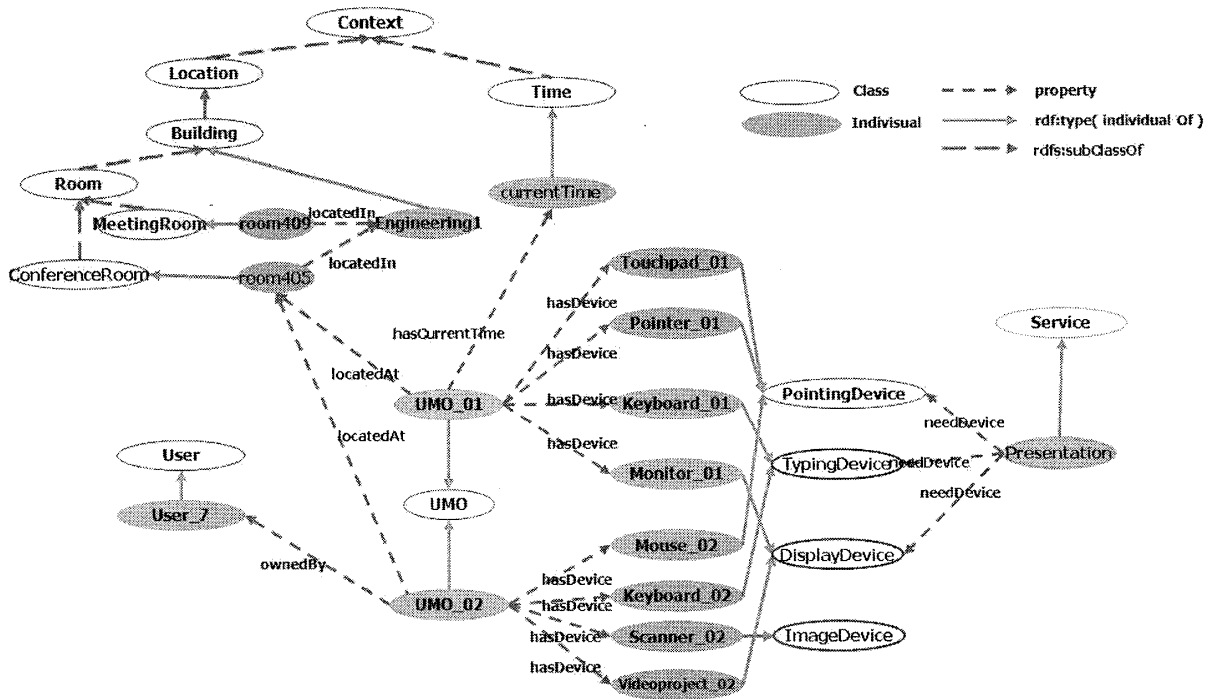 Context
Location
Time
Class
property
Building
Indivisual
rdf:type( individual Of )
rdfs:subClassOf
Room
currentTime
MeetingRoom
room409
locatedIn
Engineering1
ConferenceRoom
room405
locatedIn
Touchpad_01
hasDevice
Pointer_01
Service
hasCurrentTime
hasDevice
locatedAt
UMO_01
hasDevice
Keyboard_01
PointingDevice
needDevice
locatedAt
hasDevice
User
Monitor_01
TypingDevice
needDevice
Presentation
needDevice
UMO
User_7
Mouse_02
DisplayDevice
ownedBy
hasDevice
UMO_02
Keyboard_02
hasDevice
hasDevice
Scanner_02
ImageDevice
hasDevice
Videoproject_02